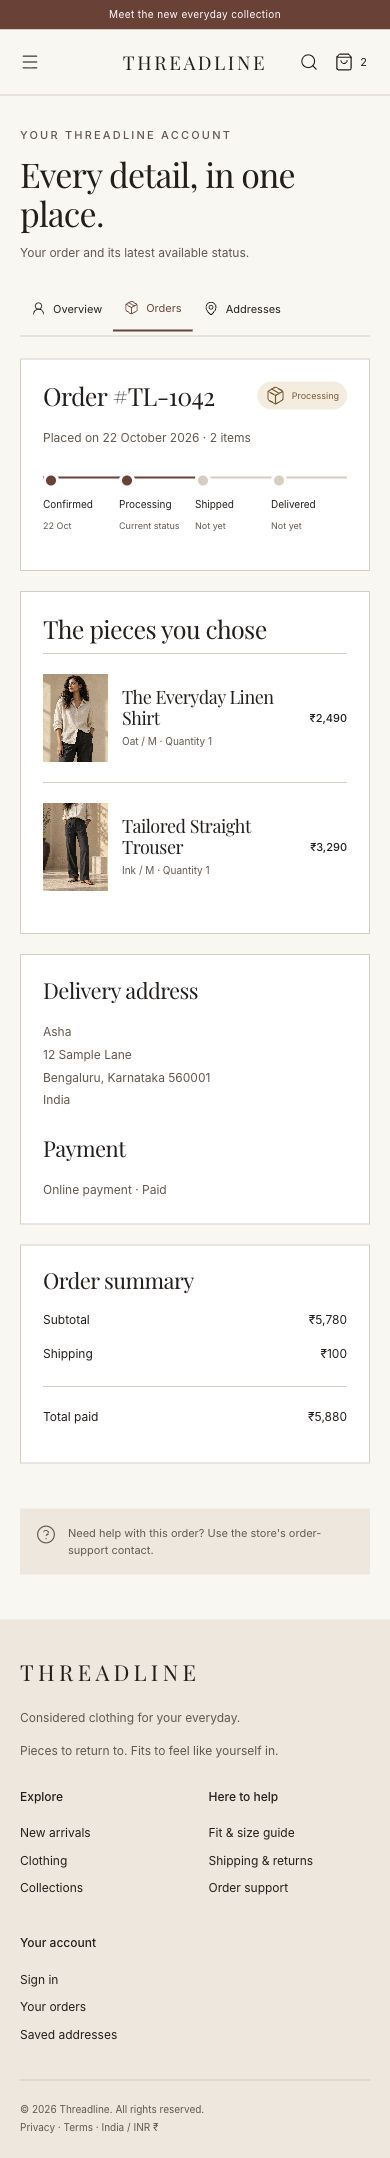 Meet the new everyday collection
THREADLINE
2
YOUR THREADLINE ACCOUNT
Every detail, in one
place.
Your order and its latest available status.
Overview
Orders
Addresses
Order #TL-1042
Processing
Placed on 22 October 2026 · 2 items
Confirmed
Processing
Shipped
Delivered
22 Oct
Current status
Not yet
Not yet
The pieces you chose
The Everyday Linen
Shirt
₹2,490
Oat / M · Quantity 1
Tailored Straight
Trouser
₹3,290
Ink / M · Quantity 1
Delivery address
Asha
12 Sample Lane
Bengaluru, Karnataka 560001
India
Payment
Online payment · Paid
Order summary
Subtotal ₹5,780
Shipping ₹100
Total paid ₹5,880
Need help with this order? Use the store's order-
support contact.
THREADLINE
Considered clothing for your everyday.
Pieces to return to. Fits to feel like yourself in.
Explore
New arrivals
Clothing
Collections
Here to help
Fit & size guide
Shipping & returns
Order support
Your account
Sign in
Your orders
Saved addresses
© 2026 Threadline. All rights reserved.
Privacy · Terms · India / INR ₹